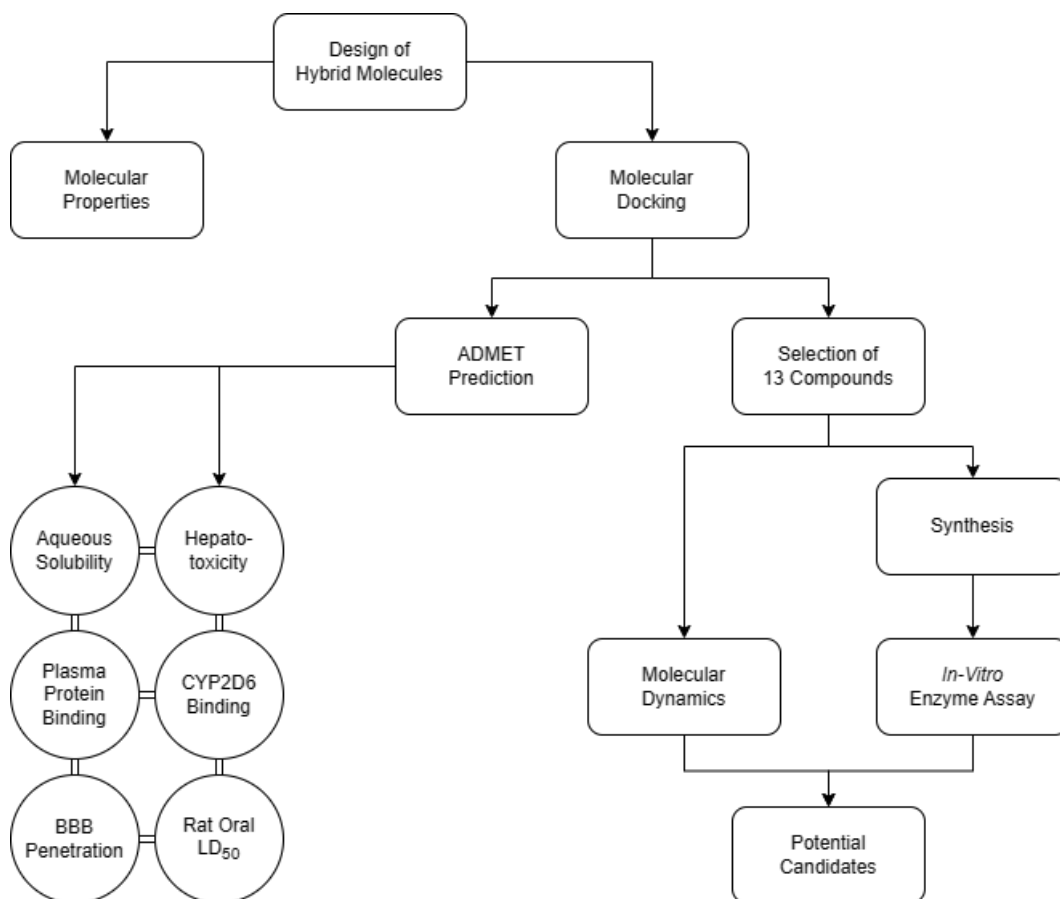 Design of
Hybrid Molecules
Molecular
Properties
Molecular
Docking
ADMET
Prediction
Selection of
13 Compounds
Aqueous
Solubility
Hepato-
toxicity
Synthesis
Plasma
Protein
Binding
CYP2D6
Binding
Molecular
Dynamics
In-Vitro
Enzyme Assay
BBB
Penetration
Rat Oral
LD50
Potential
Candidates